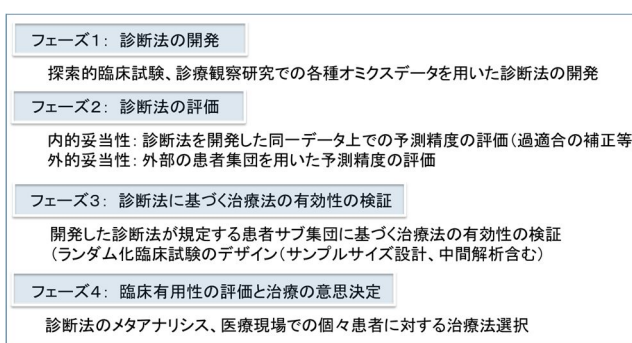 フェーズ1: 診断法の開発
探索的臨床試験、診療観察研究での各種オミクスデータを用いた診断法の開発
フェーズ2: 診断法の評価
内的妥当性: 診断法を開発した同一データ上での予測精度の評価(過適合の補正等
外的妥当性: 外部の患者集団を用いた予測精度の評価
フェーズ3: 診断法に基づく治療法の有効性の検証
開発した診断法が規定する患者サブ集団に基づく治療法の有効性の検証
(ランダム化臨床試験のデザイン(サンプルサイズ設計、中間解析含む)
フェーズ4: 臨床有用性の評価と治療の意思決定
診断法のメタアナリシス、医療現場での個々患者に対する治療法選択